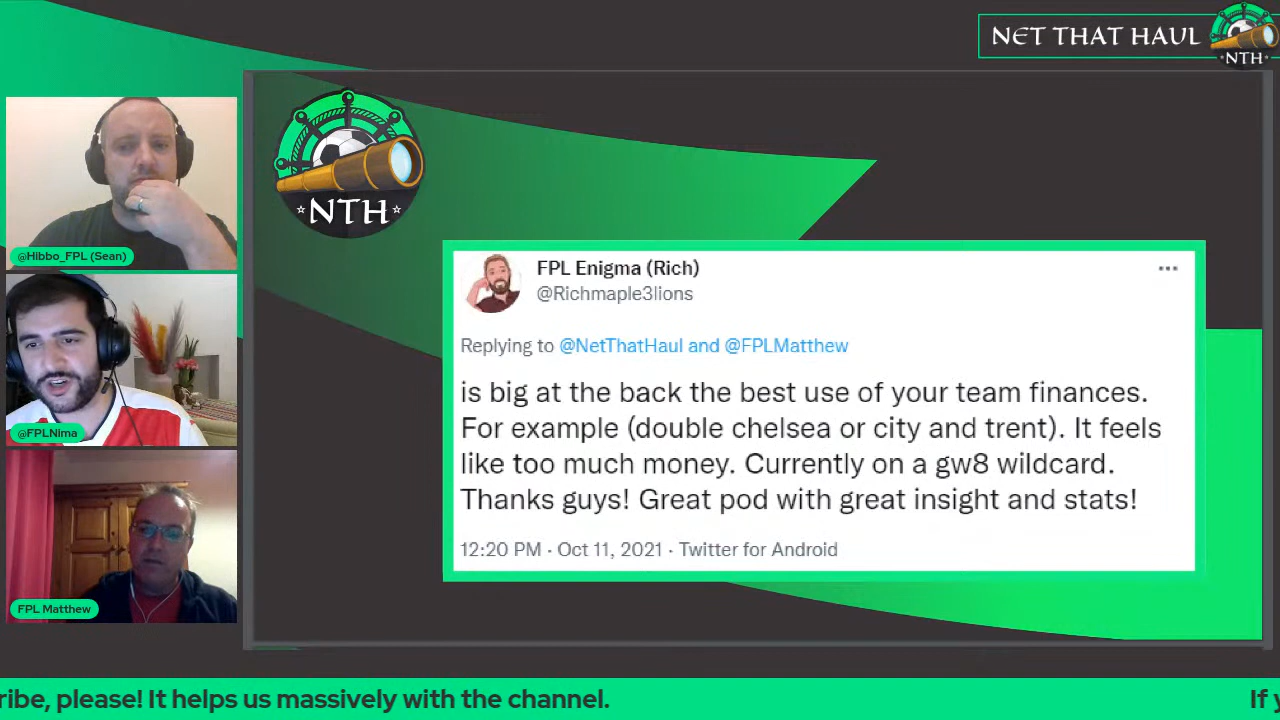 NET THAT HAUL
NTH
NTH
@Hibbo_FPL (Sean)
@FPLNima
FPL Matthew
FPL Enigma (Rich)
@Richmaple3lions
Replying to @NetThatHaul and @FPLMatthew
is big at the back the best use of your team finances.
For example (double chelsea or city and trent). It feels
like too much money. Currently on a gw8 wildcard.
Thanks guys! Great pod with great insight and stats!
12:20 PM · Oct 11, 2021 · Twitter for Android
ribe, please! It helps us massively with the channel.
If y